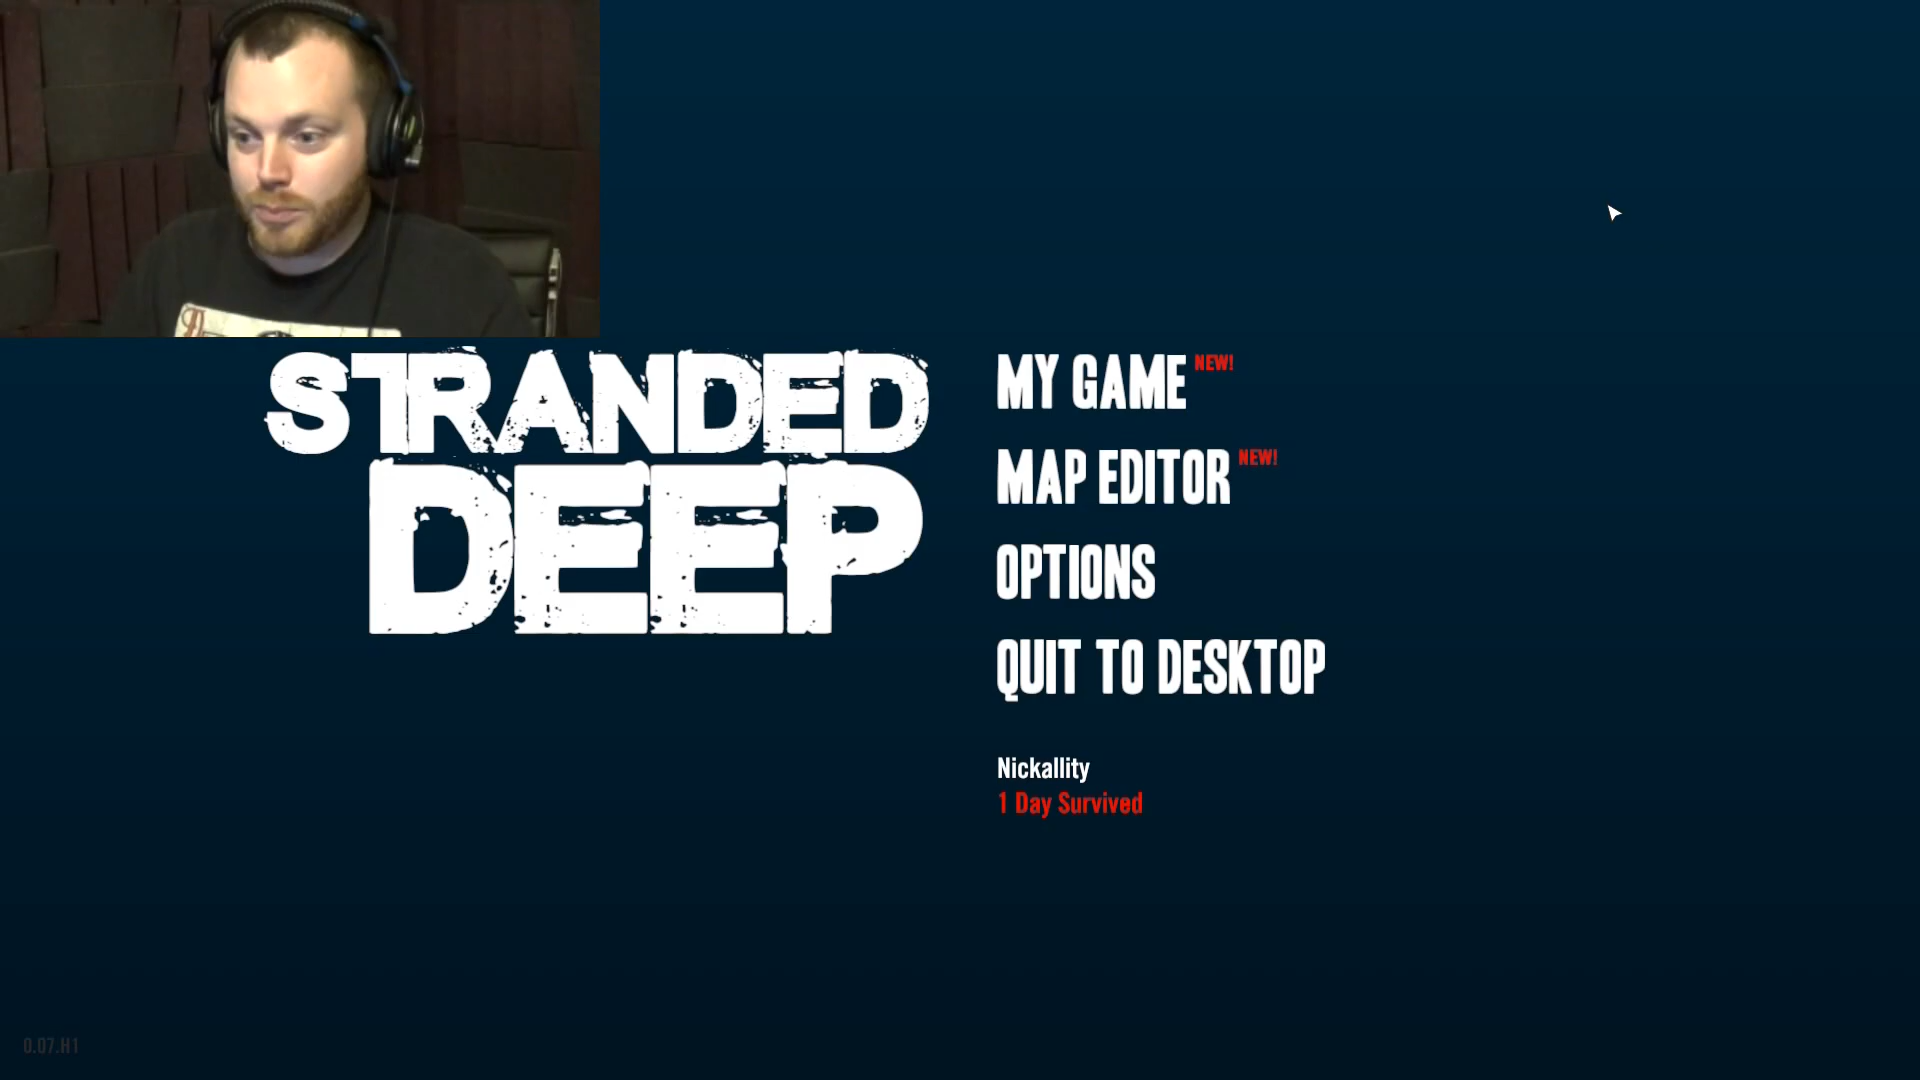 STRANDED
DEEP
MY GAME NEW!
MAP EDITOR NEW!
OPTIONS
QUIT TO DESKTOP
Nickallity
1 Day Survived
0.07.H1